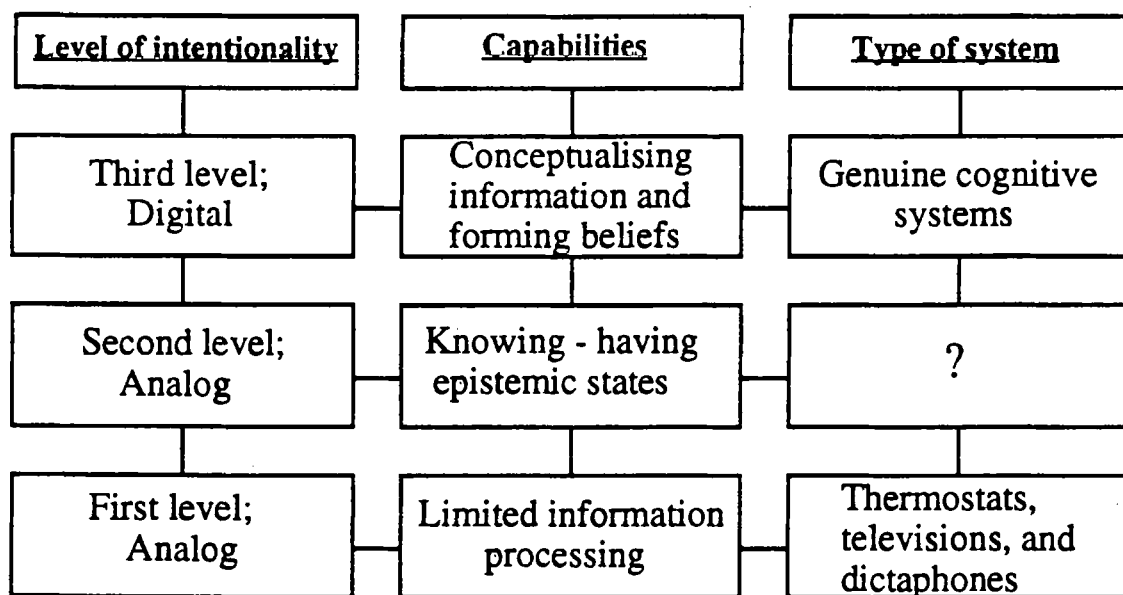 Level of intentionality
Capabilities
Type of system
Third level;
Digital
Conceptualising
information and
forming beliefs
Genuine cognitive
systems
Second level;
Analog
Knowing - having
epistemic states
?
First level;
Analog
Limited information
processing
Thermostats,
televisions, and
dictaphones